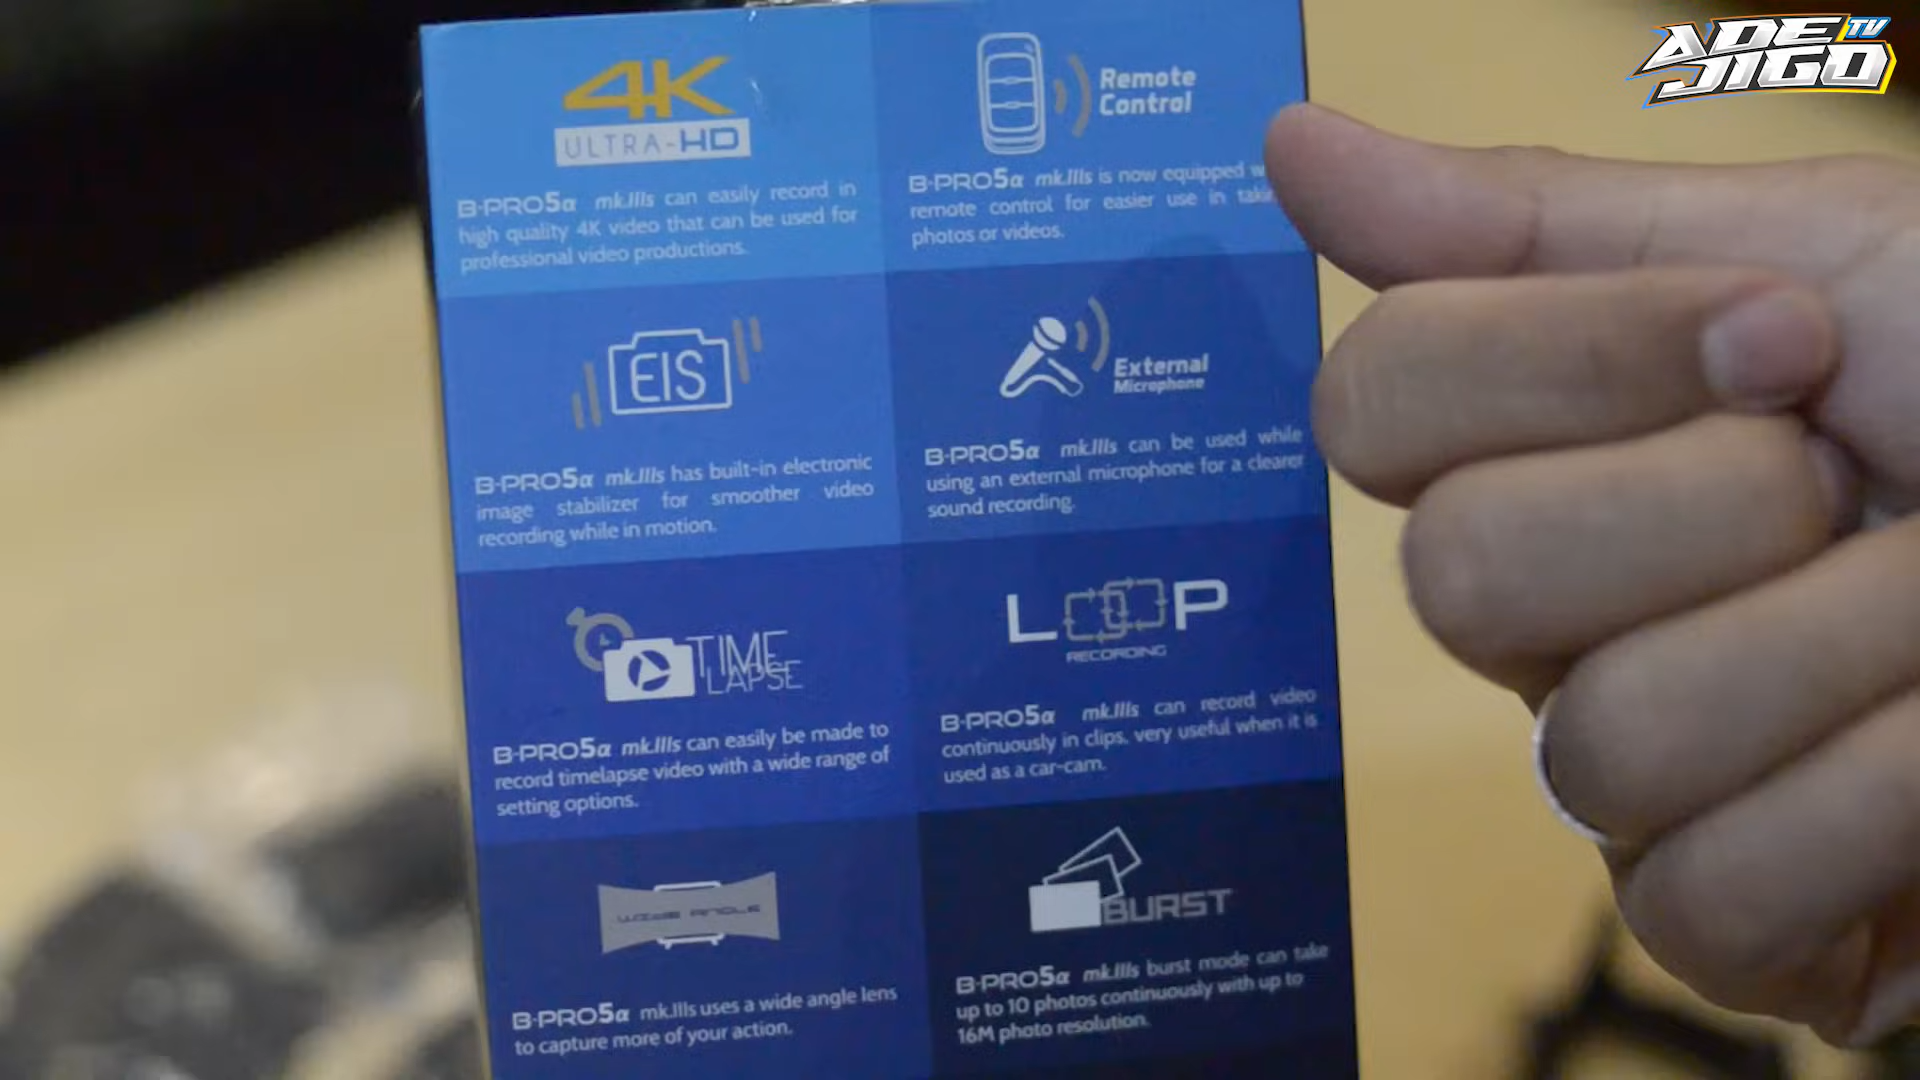 ADE TV
JIGO
4K
ULTRA-HD
B-PRO5α mk.IIIs can easily record in
high quality 4K video that can be used for
professional video productions.
Remote
Control
B-PRO5α mk.IIIs is now equipped
remote control for easier use in
photos or videos.
EIS
B-PRO5α mk.IIIs has built-in electronic
image stabilizer for smoother video
recording while in motion.
External
Microphone
B-PRO5α mk.IIIs can be used while
using an external microphone for a clearer
sound recording.
TIME
LAPSE
B-PRO5α mk.IIIs can easily be made to
record timelapse video with a wide range of
setting options.
LOOP
RECORDING
B-PRO5α mk.IIIs can record video
continuously in clips, very useful when it is
used as a car-cam.
WIDE ANGLE
B-PRO5α mk.IIIs uses a wide angle lens
to capture more of your action.
BURST
B-PRO5α mk.IIIs burst mode can take
up to 10 photos continuously with up to
16M photo resolution.